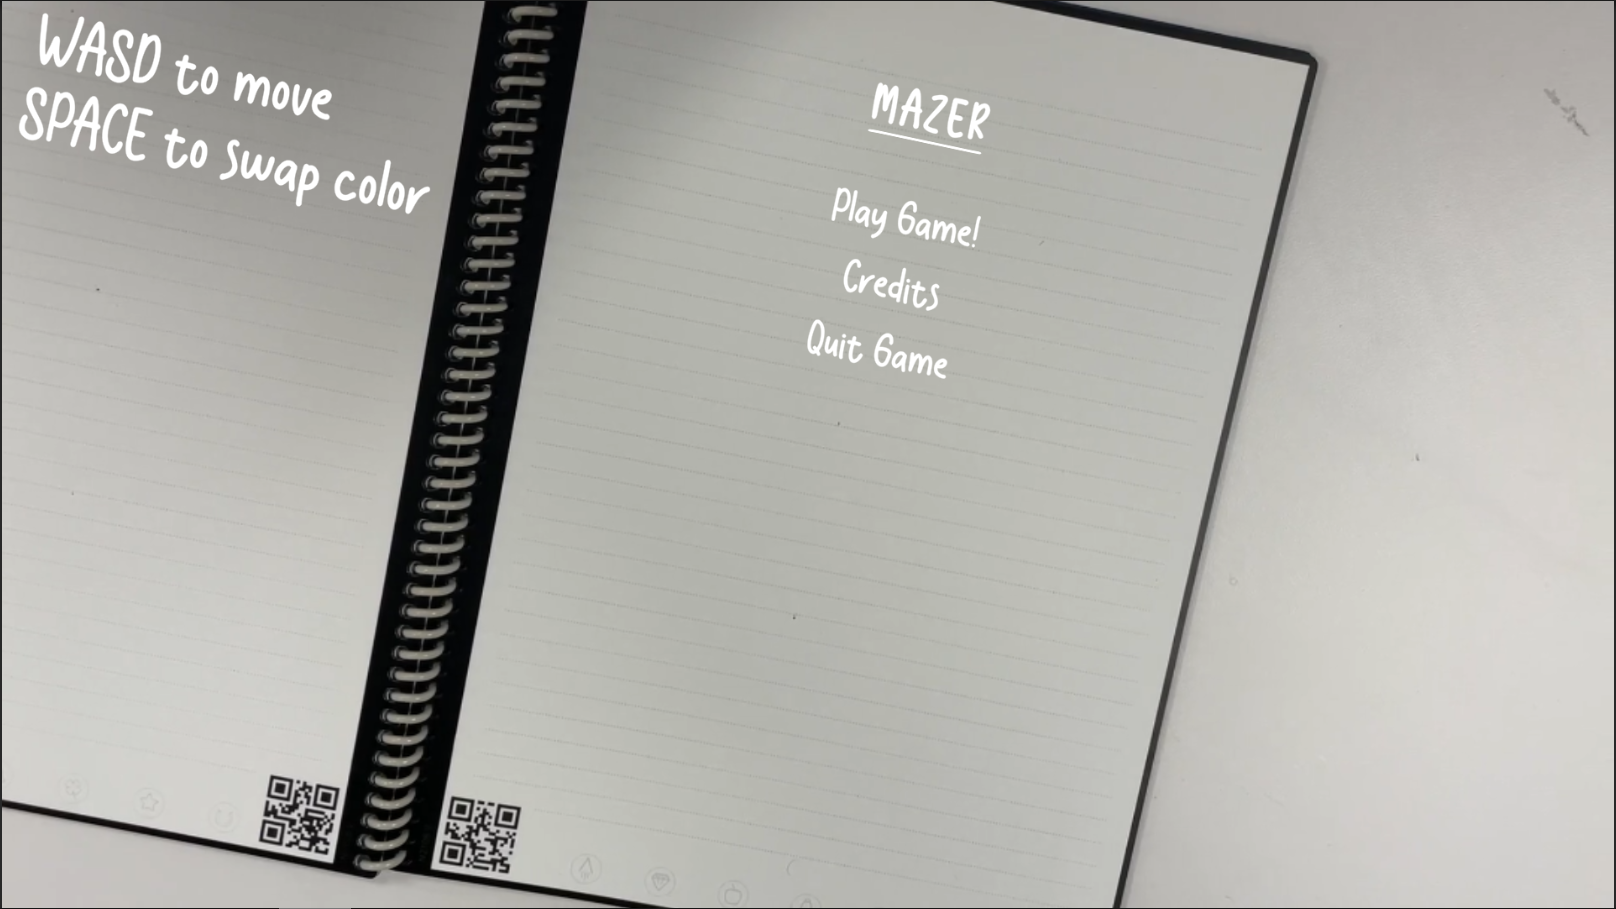 WASD to move
SPACE to swap color
MAZER
Play Game!
Credits
Quit Game